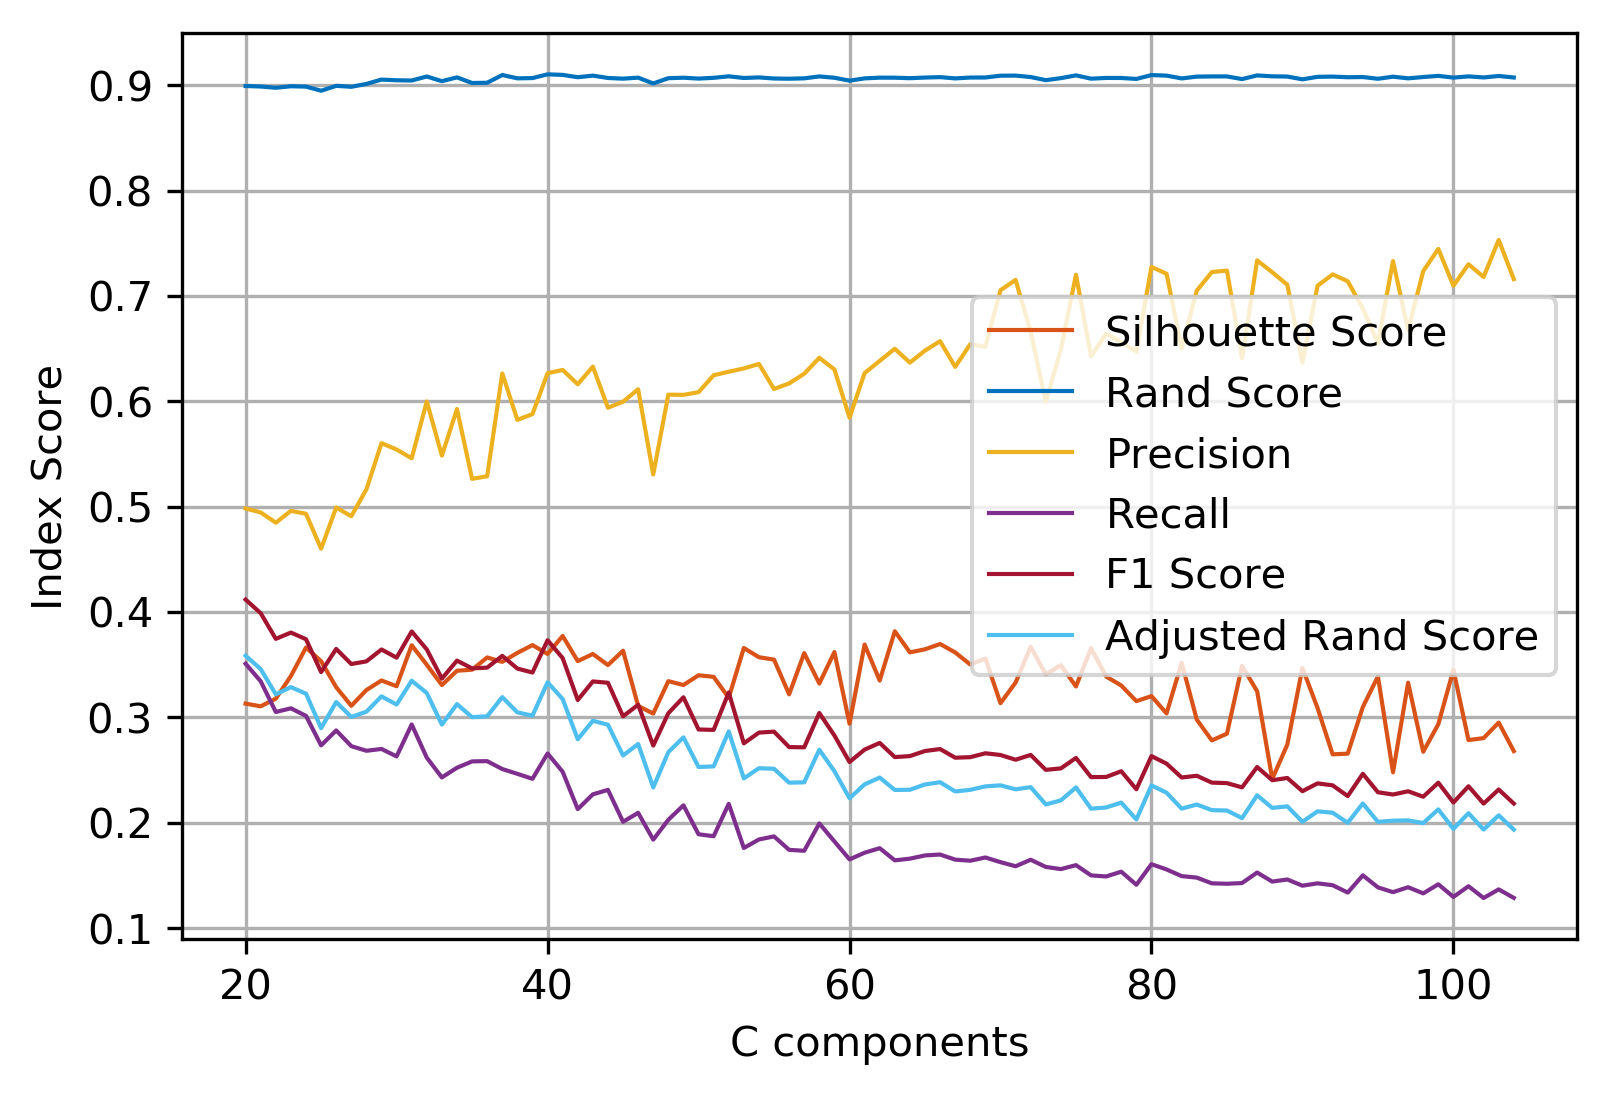 0.9
0.8
0.7
0.6
0.5
0.4
0.3
0.2
0.1
Index Score
Silhouette Score
Rand Score
Precision
Recall
F1 Score
Adjusted Rand Score
20 40 60 80 100
C components